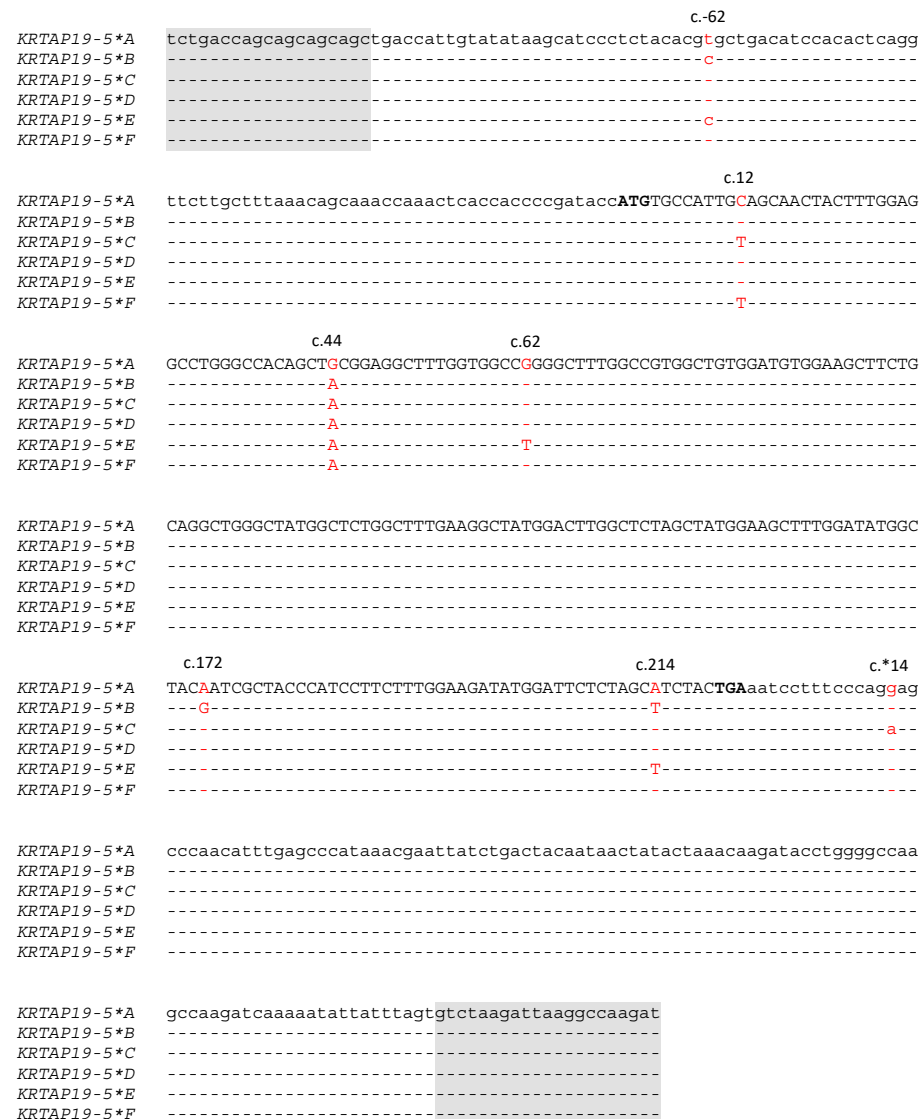 c.-62
KRTAP19-5*A tctgaccagcagcagcagctgaccattgtatataagcatccctctacacgtgctgacatccacactcagg
KRTAP19-5*B --------------------------------------------------c-------------------
KRTAP19-5*C ----------------------------------------------------------------------
KRTAP19-5*D ----------------------------------------------------------------------
KRTAP19-5*E --------------------------------------------------c-------------------
KRTAP19-5*F ----------------------------------------------------------------------
c.12
KRTAP19-5*A ttcttgctttaaacagcaaaccaaactcaccaccccgataccATGTGCCATTGCAGCAACTACTTTGGAG
KRTAP19-5*B ----------------------------------------------------------------------
KRTAP19-5*C -----------------------------------------------------T----------------
KRTAP19-5*D ----------------------------------------------------------------------
KRTAP19-5*E ----------------------------------------------------------------------
KRTAP19-5*F -----------------------------------------------------T----------------
c.44 c.62
KRTAP19-5*A GCCTGGGCCACAGCTGCGGAGGCTTTGGTGGCCGGGGCTTTGGCCGTGGCTGTGGATGTGGAAGCTTCTG
KRTAP19-5*B ---------------A------------------------------------------------------
KRTAP19-5*C ---------------A------------------------------------------------------
KRTAP19-5*D ---------------A------------------------------------------------------
KRTAP19-5*E ---------------A-----------------T------------------------------------
KRTAP19-5*F ---------------A------------------------------------------------------
KRTAP19-5*A CAGGCTGGGCTATGGCTCTGGCTTTGAAGGCTATGGACTTGGCTCTAGCTATGGAAGCTTTGGATATGGC
KRTAP19-5*B ----------------------------------------------------------------------
KRTAP19-5*C ----------------------------------------------------------------------
KRTAP19-5*D ----------------------------------------------------------------------
KRTAP19-5*E ----------------------------------------------------------------------
KRTAP19-5*F ----------------------------------------------------------------------
c.172 c.214 c.*14
KRTAP19-5*A TACAATCGCTACCCATCCTTCTTTGGAAGATATGGATTCTCTAGCATCTACTGAaatcctttcccaggag
KRTAP19-5*B ---G-----------------------------------------T------------------------
KRTAP19-5*C -------------------------------------------------------------------a--
KRTAP19-5*D ----------------------------------------------------------------------
KRTAP19-5*E ---------------------------------------------T------------------------
KRTAP19-5*F ----------------------------------------------------------------------
KRTAP19-5*A cccaacatttgagcccataaacgaattatctgactacaataactatactaaacaagatacctggggccaa
KRTAP19-5*B ----------------------------------------------------------------------
KRTAP19-5*C ----------------------------------------------------------------------
KRTAP19-5*D ----------------------------------------------------------------------
KRTAP19-5*E ----------------------------------------------------------------------
KRTAP19-5*F ----------------------------------------------------------------------
KRTAP19-5*A gccaagatcaaaaatattatttagtgtctaagattaaggccaagat
KRTAP19-5*B ----------------------------------------------
KRTAP19-5*C ----------------------------------------------
KRTAP19-5*D ----------------------------------------------
KRTAP19-5*E ----------------------------------------------
KRTAP19-5*F ----------------------------------------------